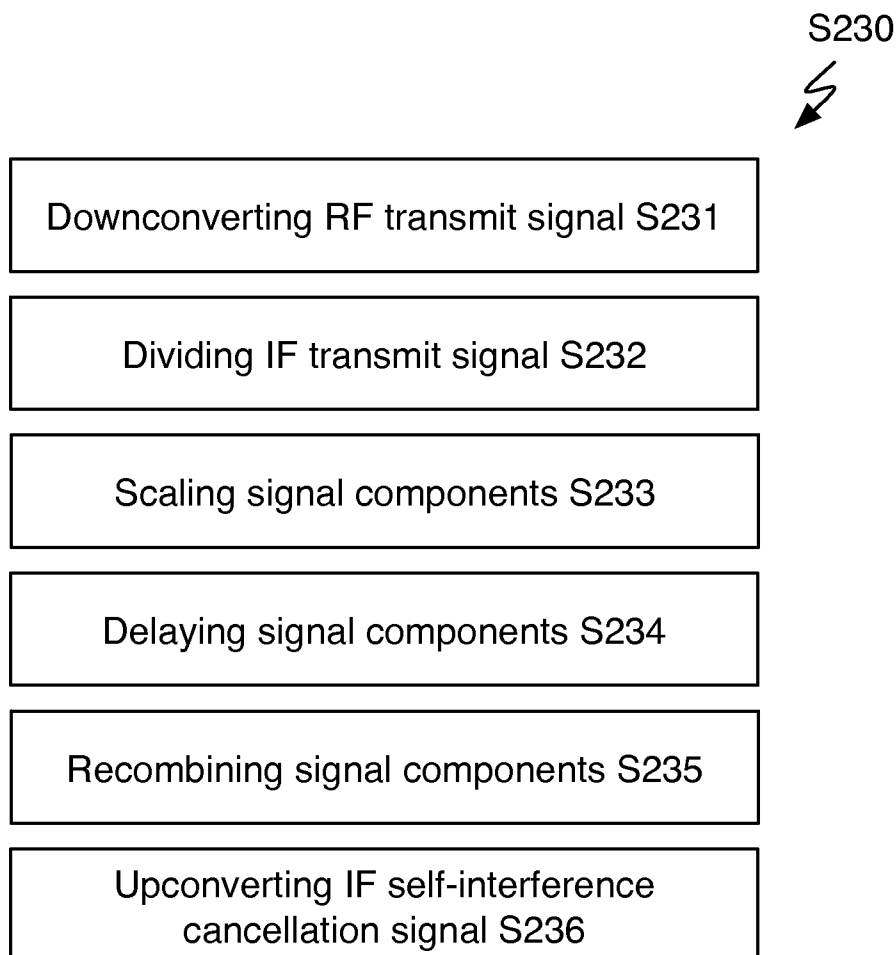 S230
Downconverting RF transmit signal S231
Dividing IF transmit signal S232
Scaling signal components S233
Delaying signal components S234
Recombining signal components S235
Upconverting IF self-interference
cancellation signal S236